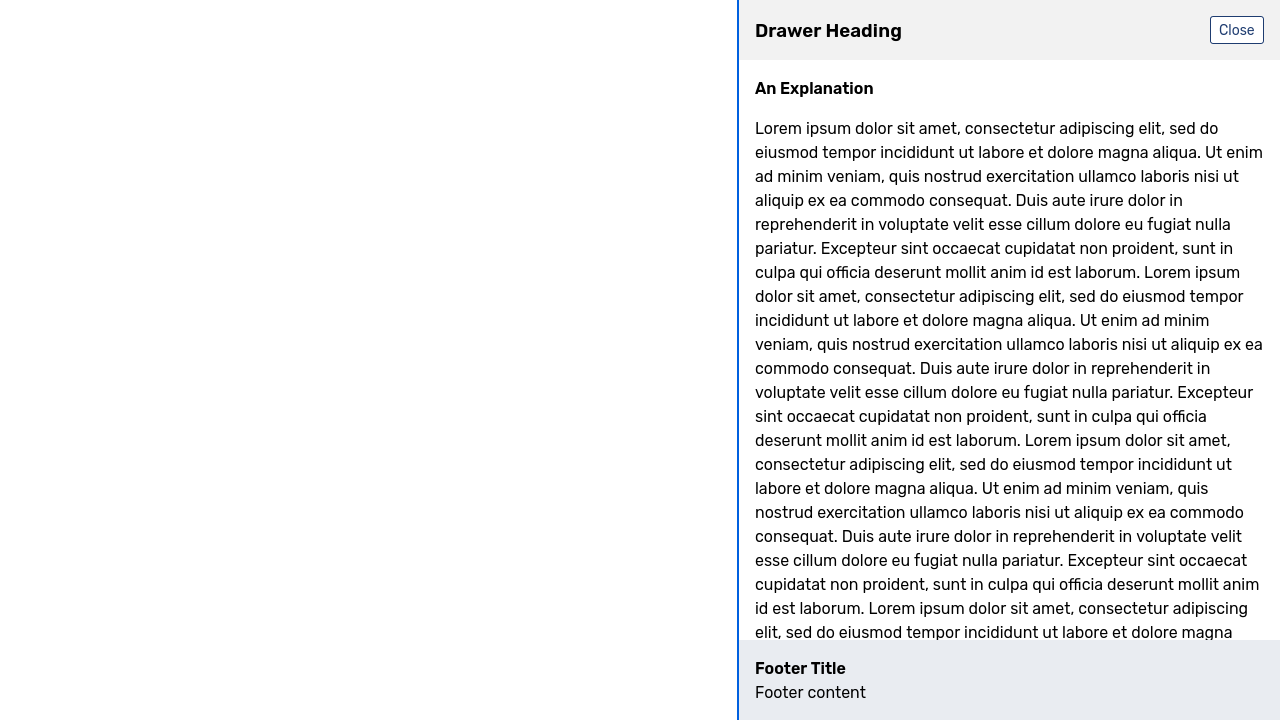 Drawer Heading
Close
An Explanation
Lorem ipsum dolor sit amet, consectetur adipiscing elit, sed do
eiusmod tempor incididunt ut labore et dolore magna aliqua. Ut enim
ad minim veniam, quis nostrud exercitation ullamco laboris nisi ut
aliquip ex ea commodo consequat. Duis aute irure dolor in
reprehenderit in voluptate velit esse cillum dolore eu fugiat nulla
pariatur. Excepteur sint occaecat cupidatat non proident, sunt in
culpa qui officia deserunt mollit anim id est laborum. Lorem ipsum
dolor sit amet, consectetur adipiscing elit, sed do eiusmod tempor
incididunt ut labore et dolore magna aliqua. Ut enim ad minim
veniam, quis nostrud exercitation ullamco laboris nisi ut aliquip ex ea
commodo consequat. Duis aute irure dolor in reprehenderit in
voluptate velit esse cillum dolore eu fugiat nulla pariatur. Excepteur
sint occaecat cupidatat non proident, sunt in culpa qui officia
deserunt mollit anim id est laborum. Lorem ipsum dolor sit amet,
consectetur adipiscing elit, sed do eiusmod tempor incididunt ut
labore et dolore magna aliqua. Ut enim ad minim veniam, quis
nostrud exercitation ullamco laboris nisi ut aliquip ex ea commodo
consequat. Duis aute irure dolor in reprehenderit in voluptate velit
esse cillum dolore eu fugiat nulla pariatur. Excepteur sint occaecat
cupidatat non proident, sunt in culpa qui officia deserunt mollit anim
id est laborum. Lorem ipsum dolor sit amet, consectetur adipiscing
elit, sed do eiusmod tempor incididunt ut labore et dolore magna
Footer Title
Footer content